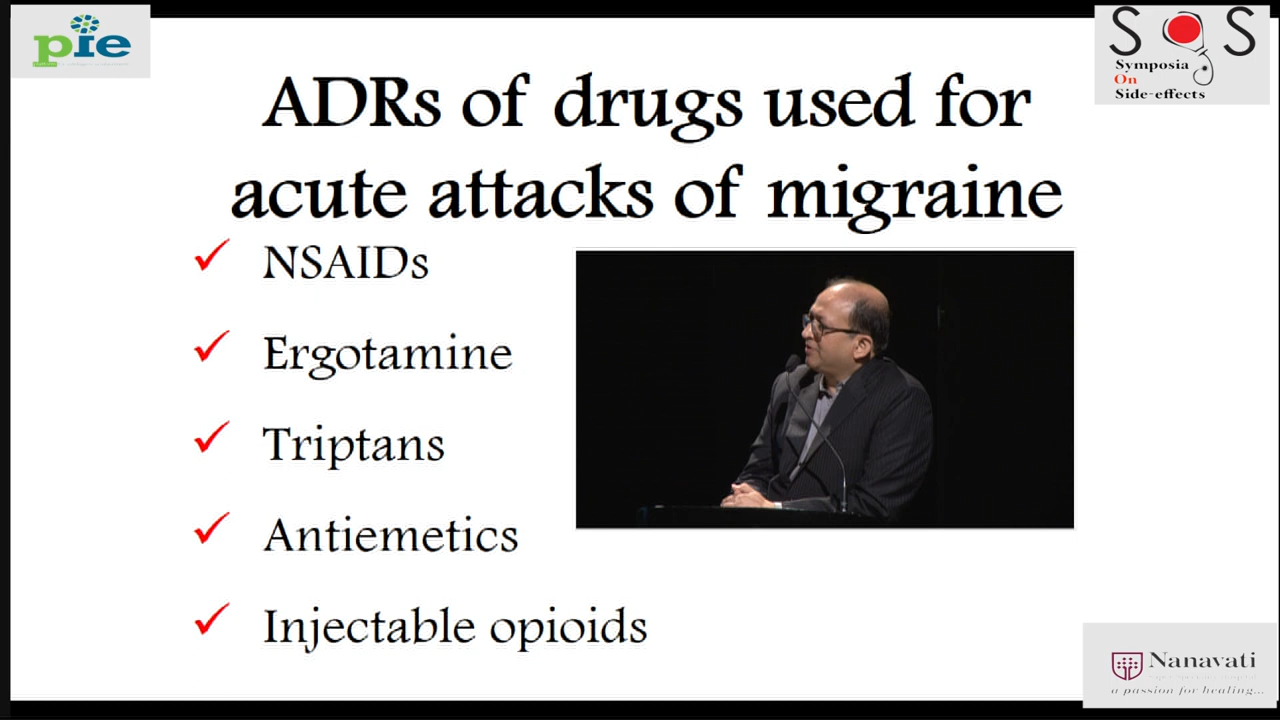 pie
S S
Symposia
On
Side-effects
ADRs of drugs used for
acute attacks of migraine
NSAIDs
Ergotamine
Triptans
Antiemetics
Injectable opioids
Nanavati
a passion for healing...